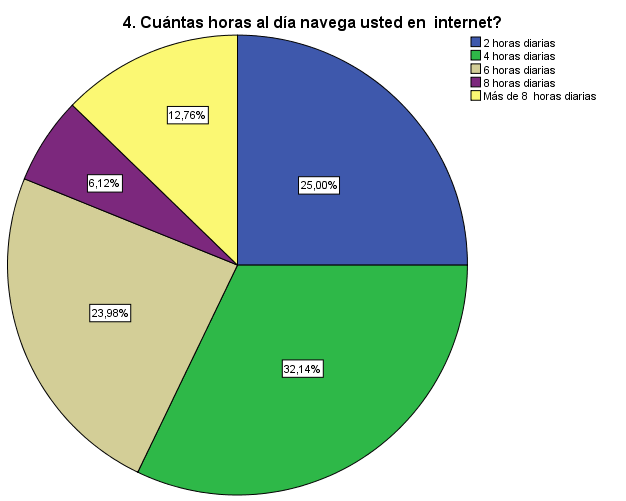 4. Cuántas horas al día navega usted en internet?
2 horas diarias
4 horas diarias
6 horas diarias
8 horas diarias
Más de 8 horas diarias
12,76%
6,12%
25,00%
23,98%
32,14%